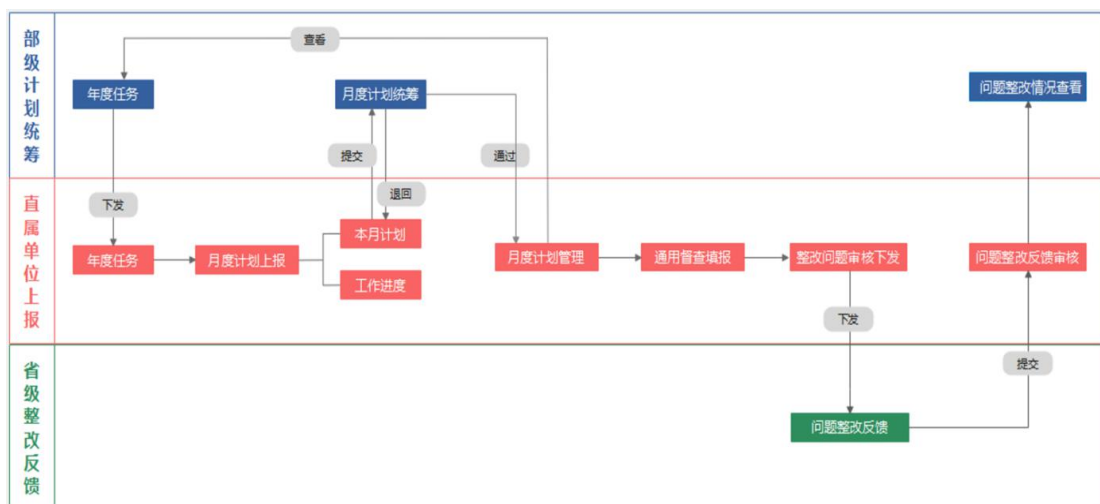 部级计划统筹
查看
年度任务
月度计划统筹
问题整改情况查看
提交
通过
直属单位上报
下发
退回
本月计划
年度任务
月度计划上报
月度计划管理
通用督查填报
整改问题审核下发
问题整改反馈审核
工作进度
下发
省级整改反馈
提交
问题整改反馈